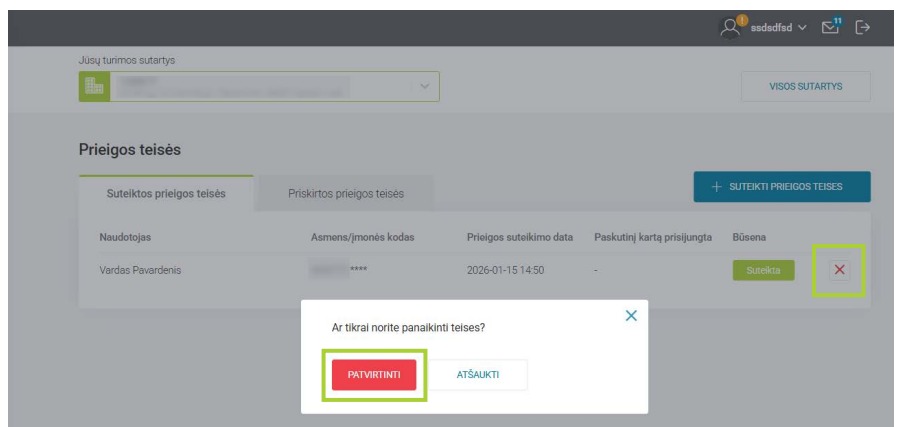 ssdsdfsd
11
Jūsų turimos sutartys
VISOS SUTARTYS
Prieigos teisės
Suteiktos prieigos teisės
Priskirtos prieigos teisės
+ SUTEIKTI PRIEIGOS TEISES
Naudotojas Asmens/įmonės kodas Prieigos suteikimo data Paskutinį kartą prisijungta Būsena
Vardas Pavardenis **** 2026-01-15 14:50 - Suteikta
Ar tikrai norite panaikinti teises?
PATVIRTINTI ATŠAUKTI